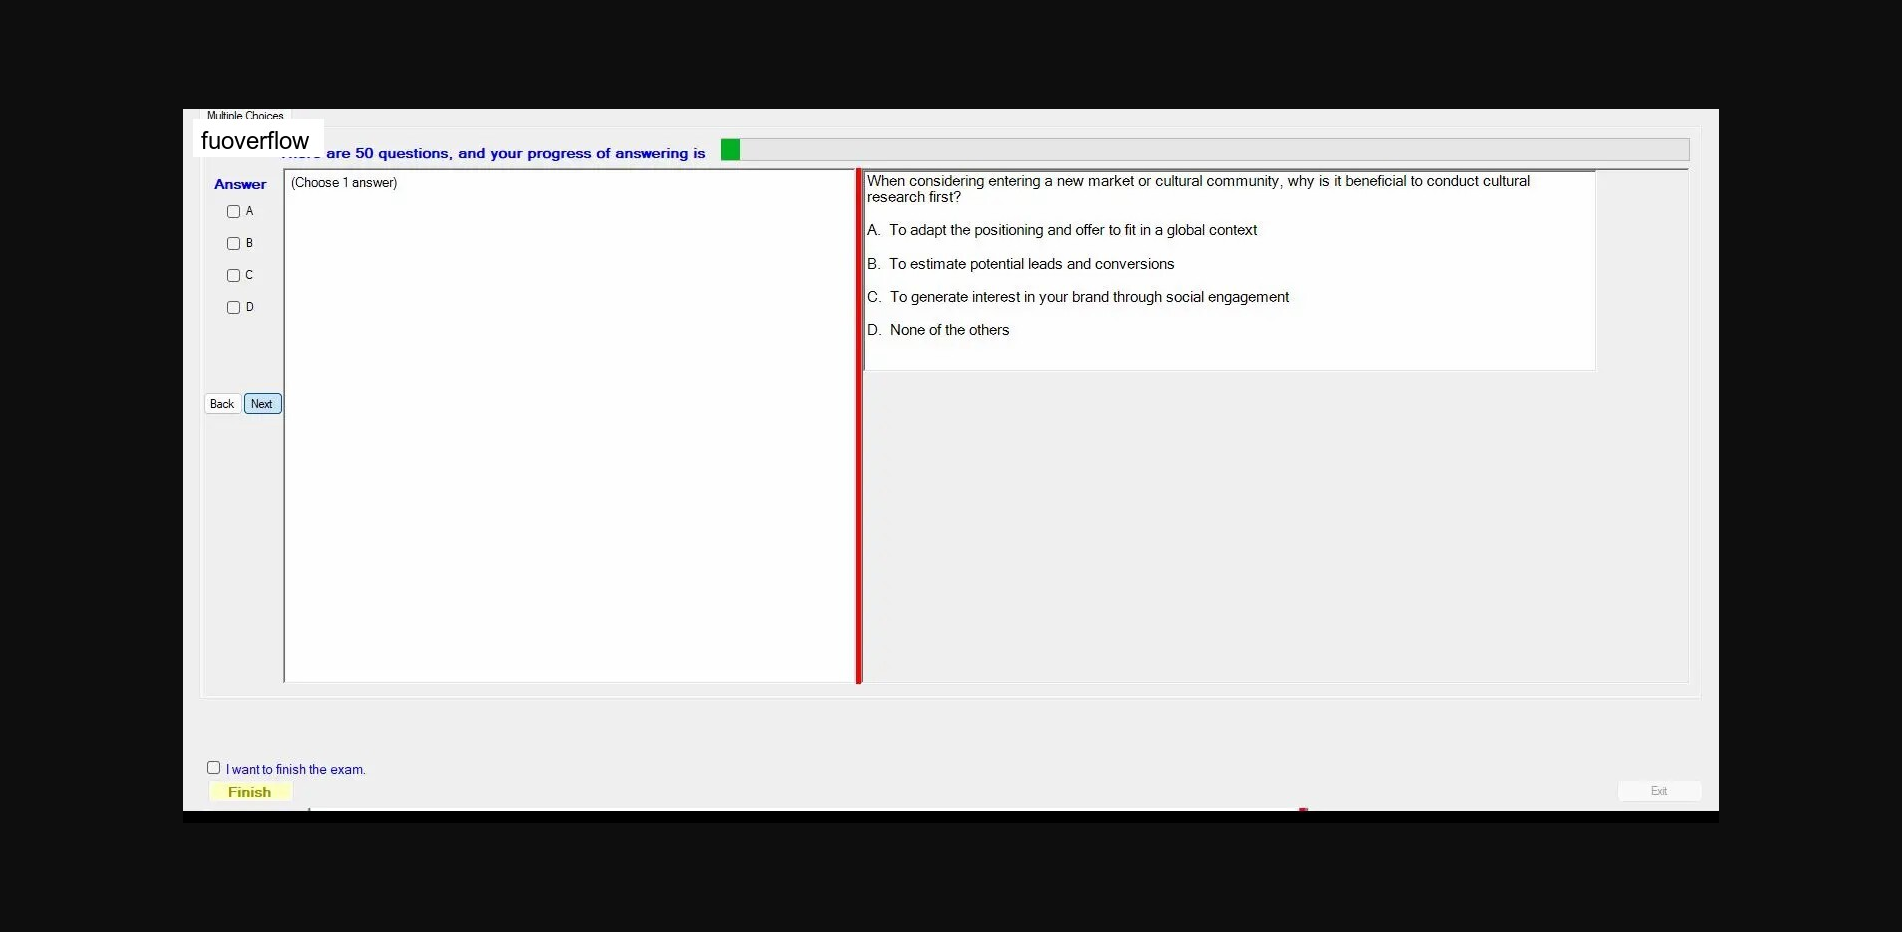 Multiple Choices
fuoverflow
are 50 questions, and your progress of answering is
Answer
(Choose 1 answer)
A
B
C
D
Back
Next
When considering entering a new market or cultural community, why is it beneficial to conduct cultural
research first?
A. To adapt the positioning and offer to fit in a global context
B. To estimate potential leads and conversions
C. To generate interest in your brand through social engagement
D. None of the others
I want to finish the exam.
Finish
Exit